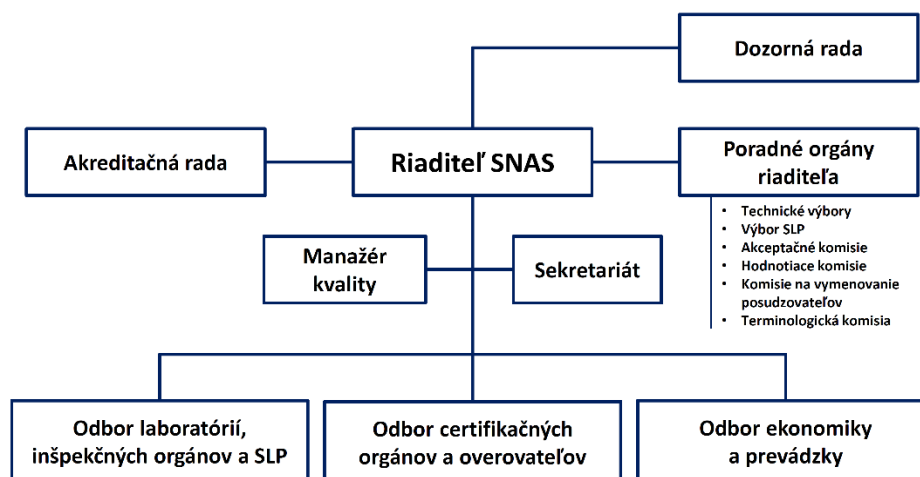 Dozorná rada
Akreditačná rada
Riaditeľ SNAS
Poradné orgány
riaditeľa
• Technické výbory
• Výbor SLP
• Akceptačné komisie
• Hodnotiace komisie
• Komisie na vymenovanie
posudzovateľov
• Terminologická komisia
Manažér
kvality
Sekretariát
Odbor laboratórií,
inšpekčných orgánov a SLP
Odbor certifikačných
orgánov a overovateľov
Odbor ekonomiky
a prevádzky